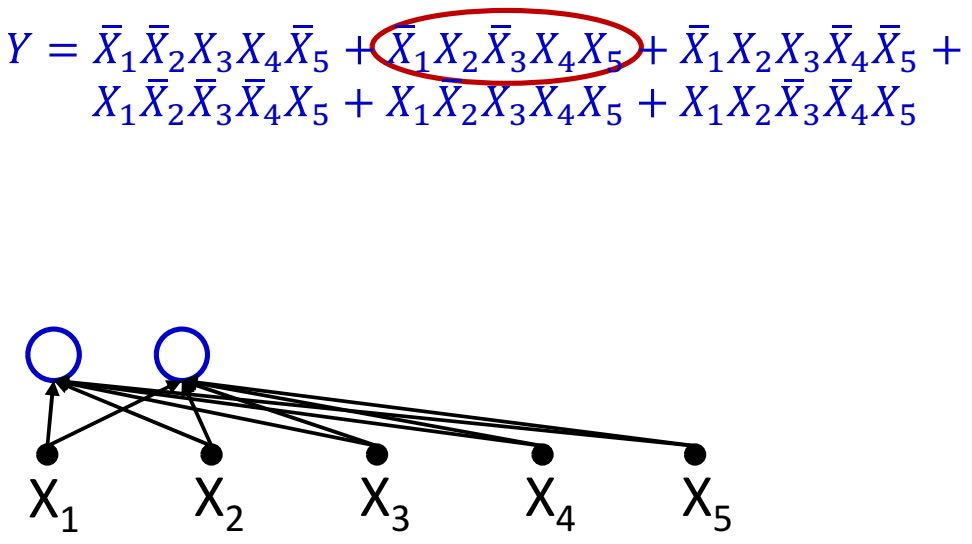 Y = X̄₁X̄₂X₃X₄X̄₅ + X̄₁X₂X̄₃X₄X₅ + X̄₁X₂X₃X̄₄X̄₅ +
X₁X̄₂X̄₃X̄₄X₅ + X₁X̄₂X₃X₄X₅ + X₁X₂X̄₃X̄₄X₅
X₁ X₂ X₃ X₄ X₅